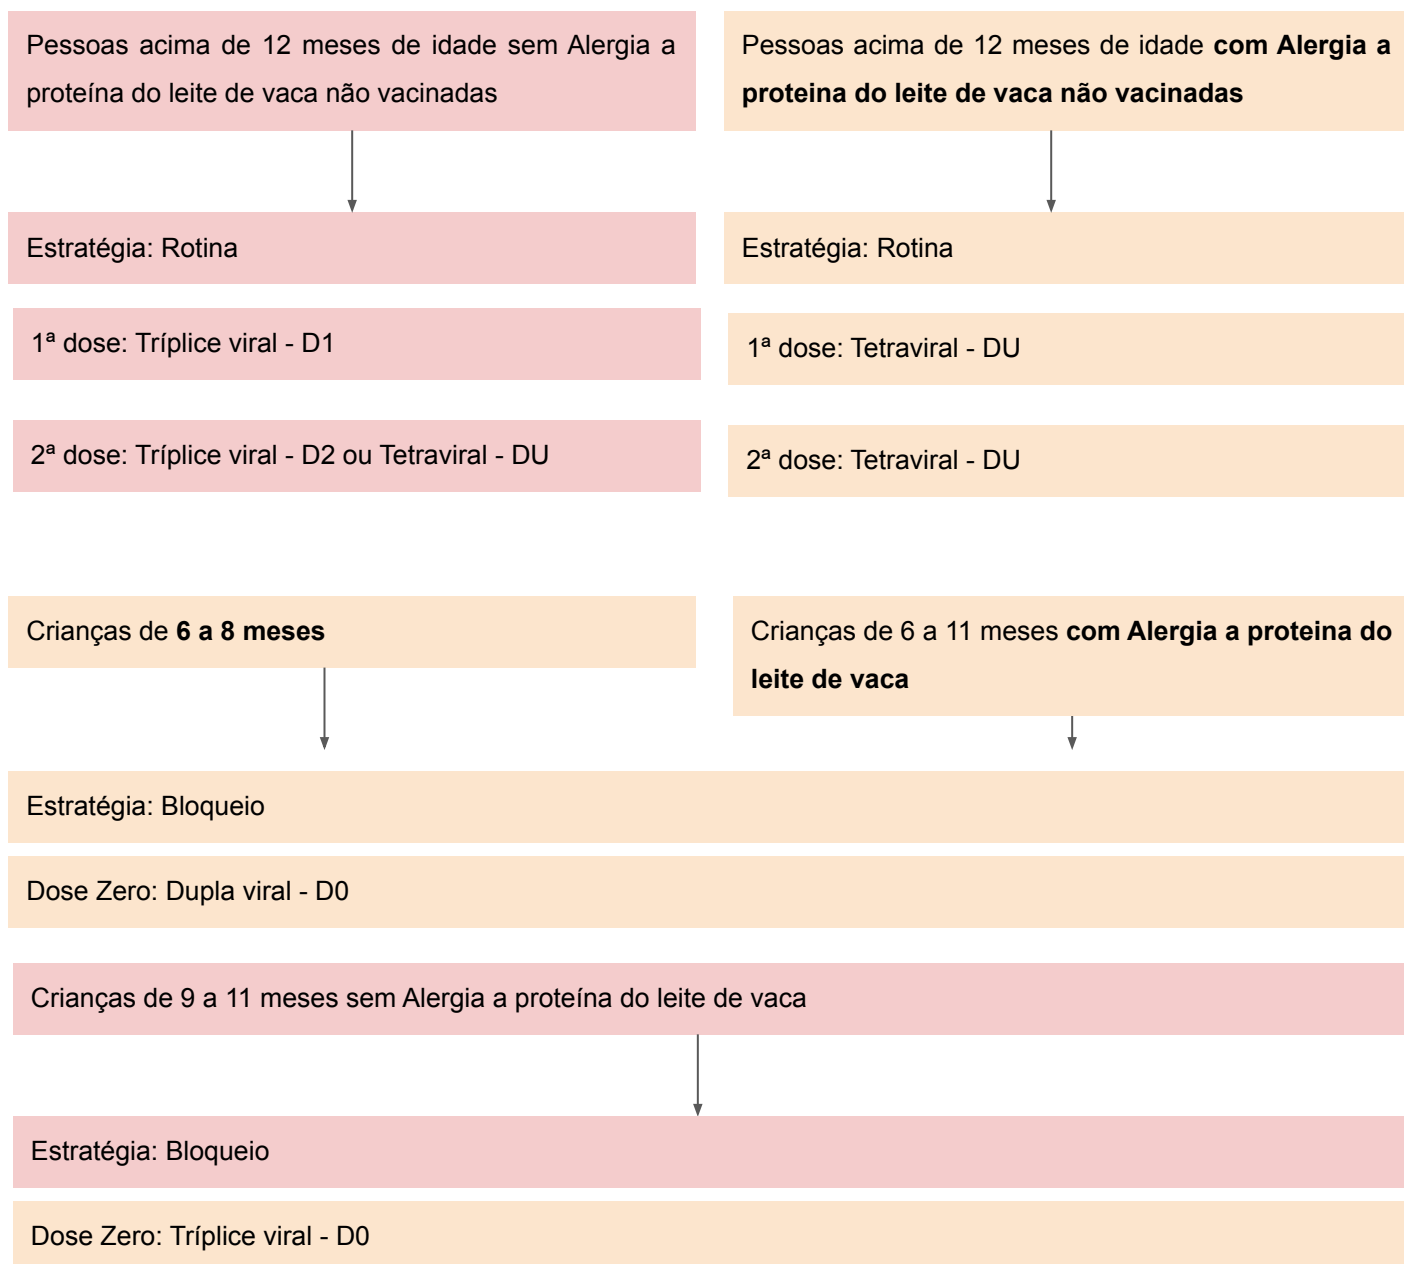 Pessoas acima de 12 meses de idade sem Alergia a
proteína do leite de vaca não vacinadas
Pessoas acima de 12 meses de idade com Alergia a
proteina do leite de vaca não vacinadas
Estratégia: Rotina
Estratégia: Rotina
1ª dose: Tríplice viral - D1
1ª dose: Tetraviral - DU
2ª dose: Tríplice viral - D2 ou Tetraviral - DU
2ª dose: Tetraviral - DU
Crianças de 6 a 8 meses
Crianças de 6 a 11 meses com Alergia a proteina do
leite de vaca
Estratégia: Bloqueio
Dose Zero: Dupla viral - D0
Crianças de 9 a 11 meses sem Alergia a proteína do leite de vaca
Estratégia: Bloqueio
Dose Zero: Tríplice viral - D0